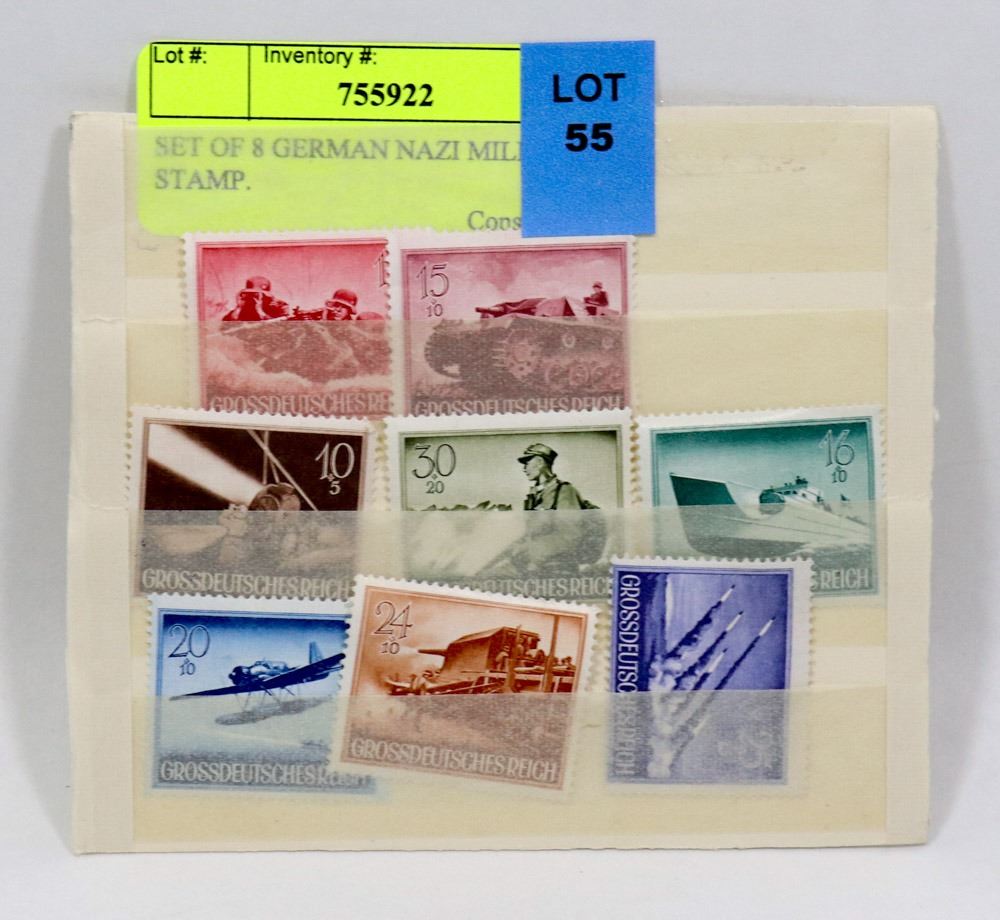 Lot #: Inventory #:
755922
SET OF 8 GERMAN NAZI
STAMP.
LOT
55
15
10
GROSSDEUTSCHES
GROSSDEUTSCHES REICH
10
5
GROSSDEUTSCHES REICH
30
20
16
10
REICH
20
10
GROSSDEUTSCHES
24
10
GROSSDEUTSCHES REICH
GROSSDEUTSCHES REICH